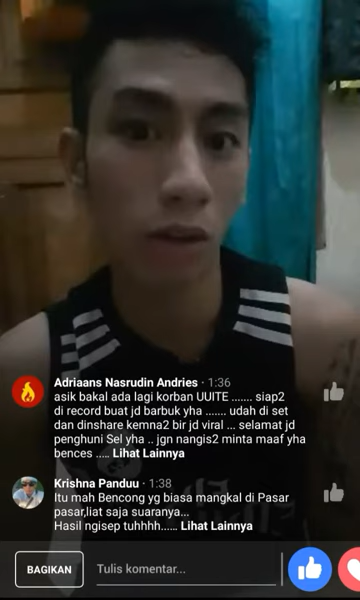 Adriaans Nasrudin Andries · 1:36
asik bakal ada lagi korban UUITE ....... siap2
di record buat jd barbuk yha ....... udah di set
dan dinshare kemna2 bir jd viral ... selamat jd
penghuni Sel yha .. jgn nangis2 minta maaf yha
bences ..... Lihat Lainnya
Krishna Panduu · 1:38
Itu mah Bencong yg biasa mangkal di Pasar
pasar,liat saja suaranya...
Hasil ngisep tuhhhh...... Lihat Lainnya
BAGIKAN
Tulis komentar...